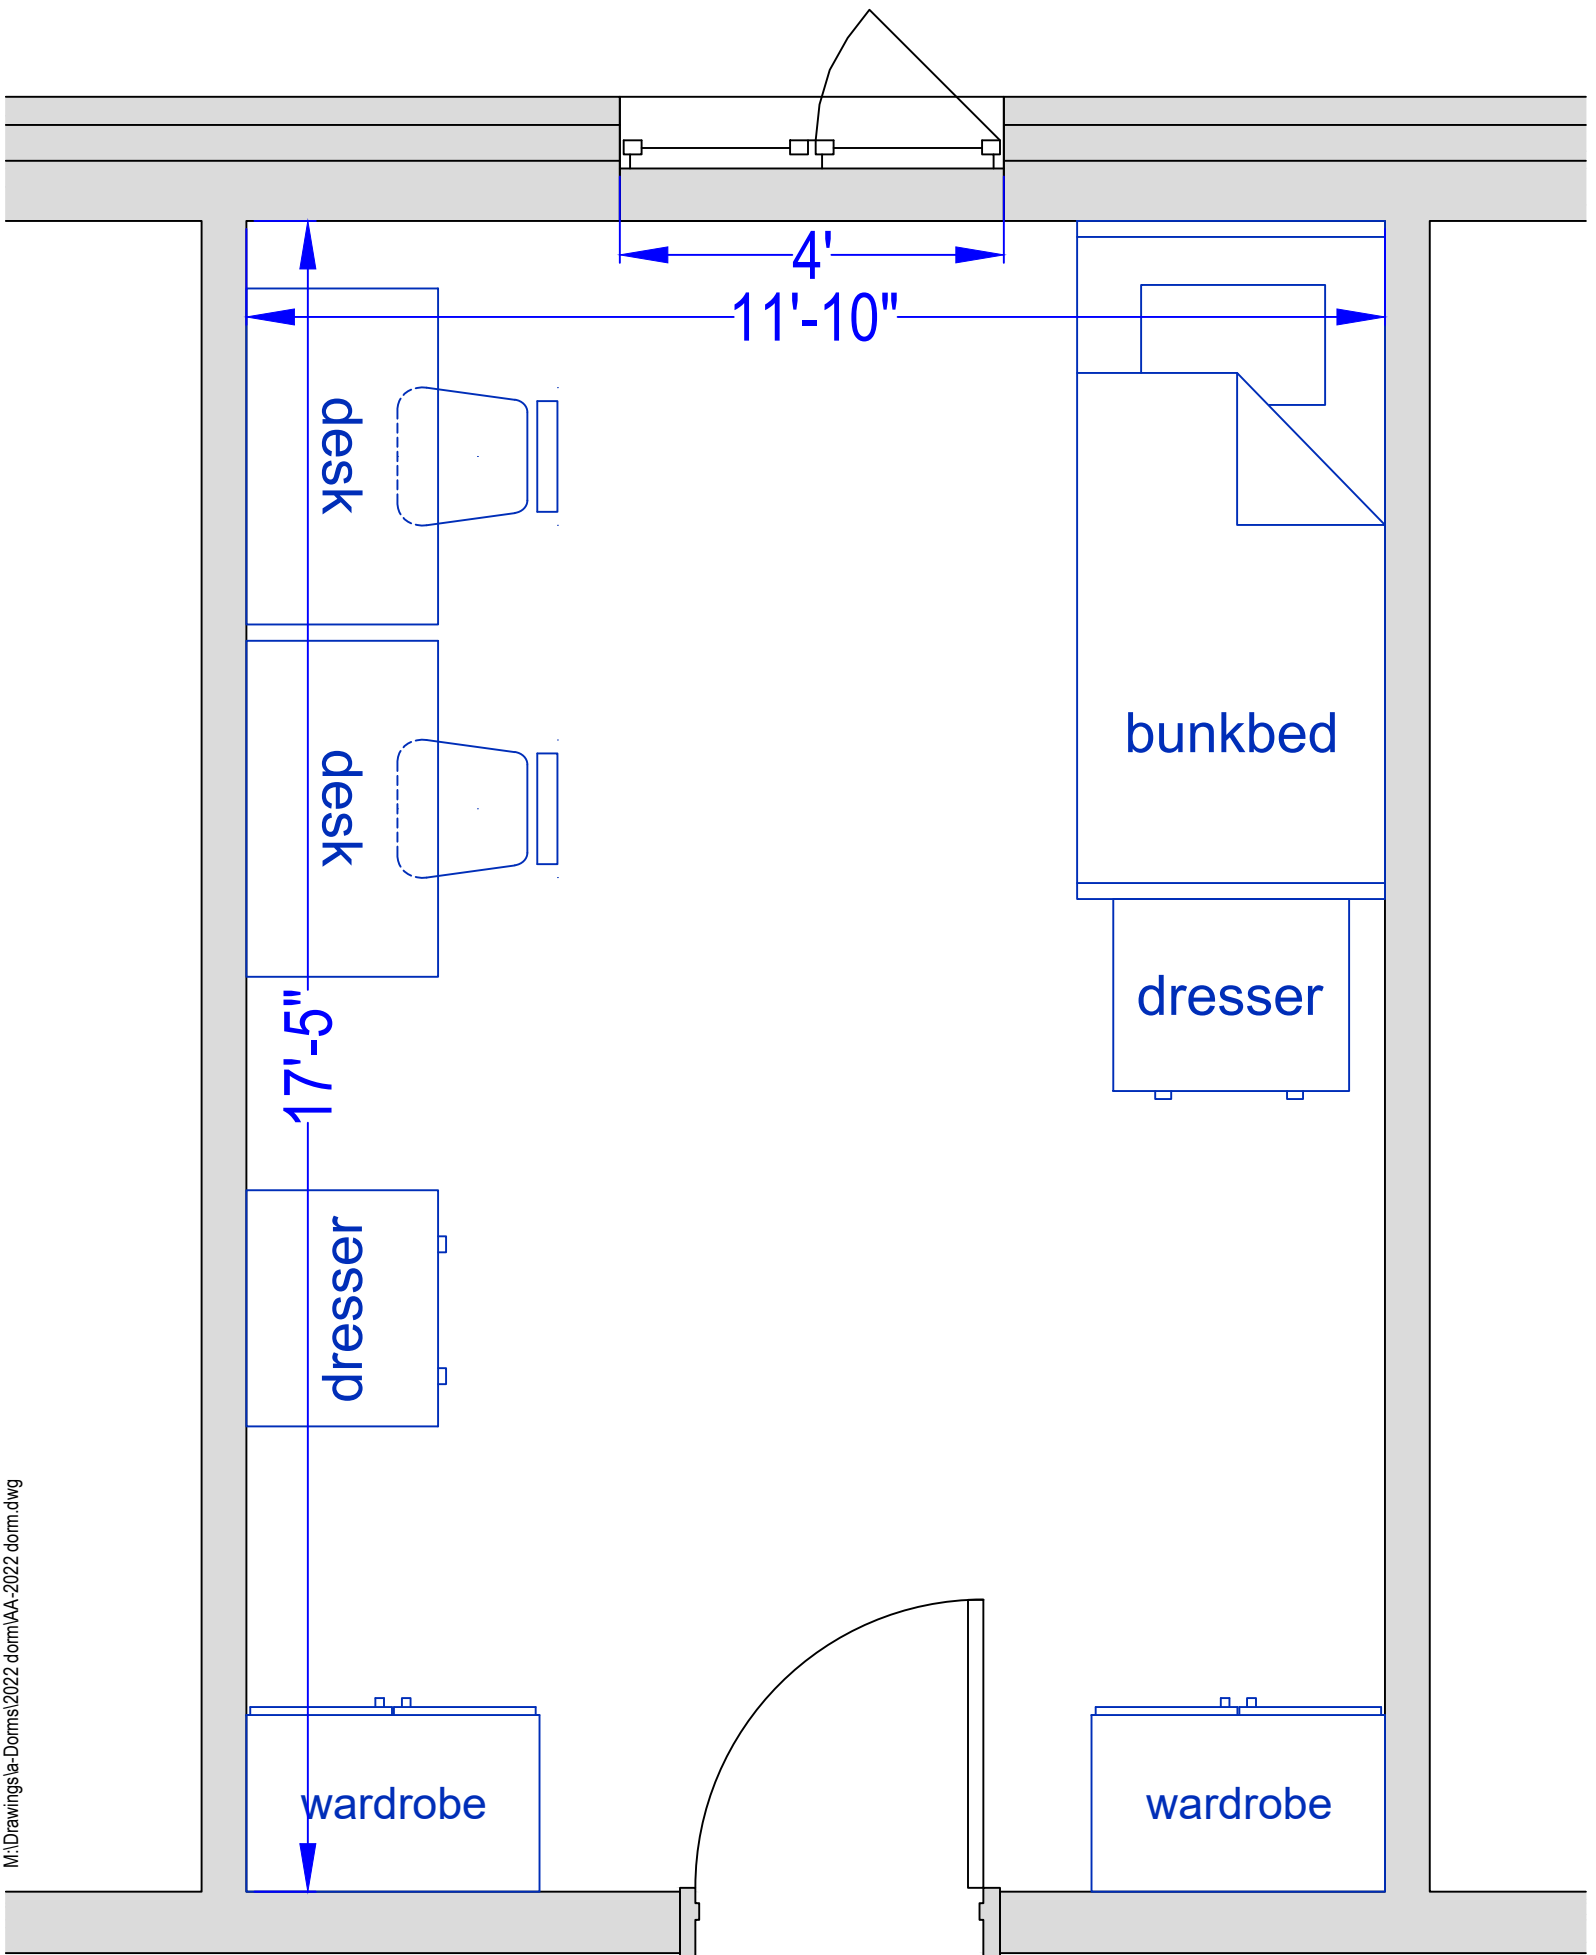 4'
11'-10"
desk
bunkbed
desk
dresser
17'-5"
dresser
wardrobe
wardrobe
M:\Drawings\a-Dorms\2022 dorm\AA-2022 dorm.dwg